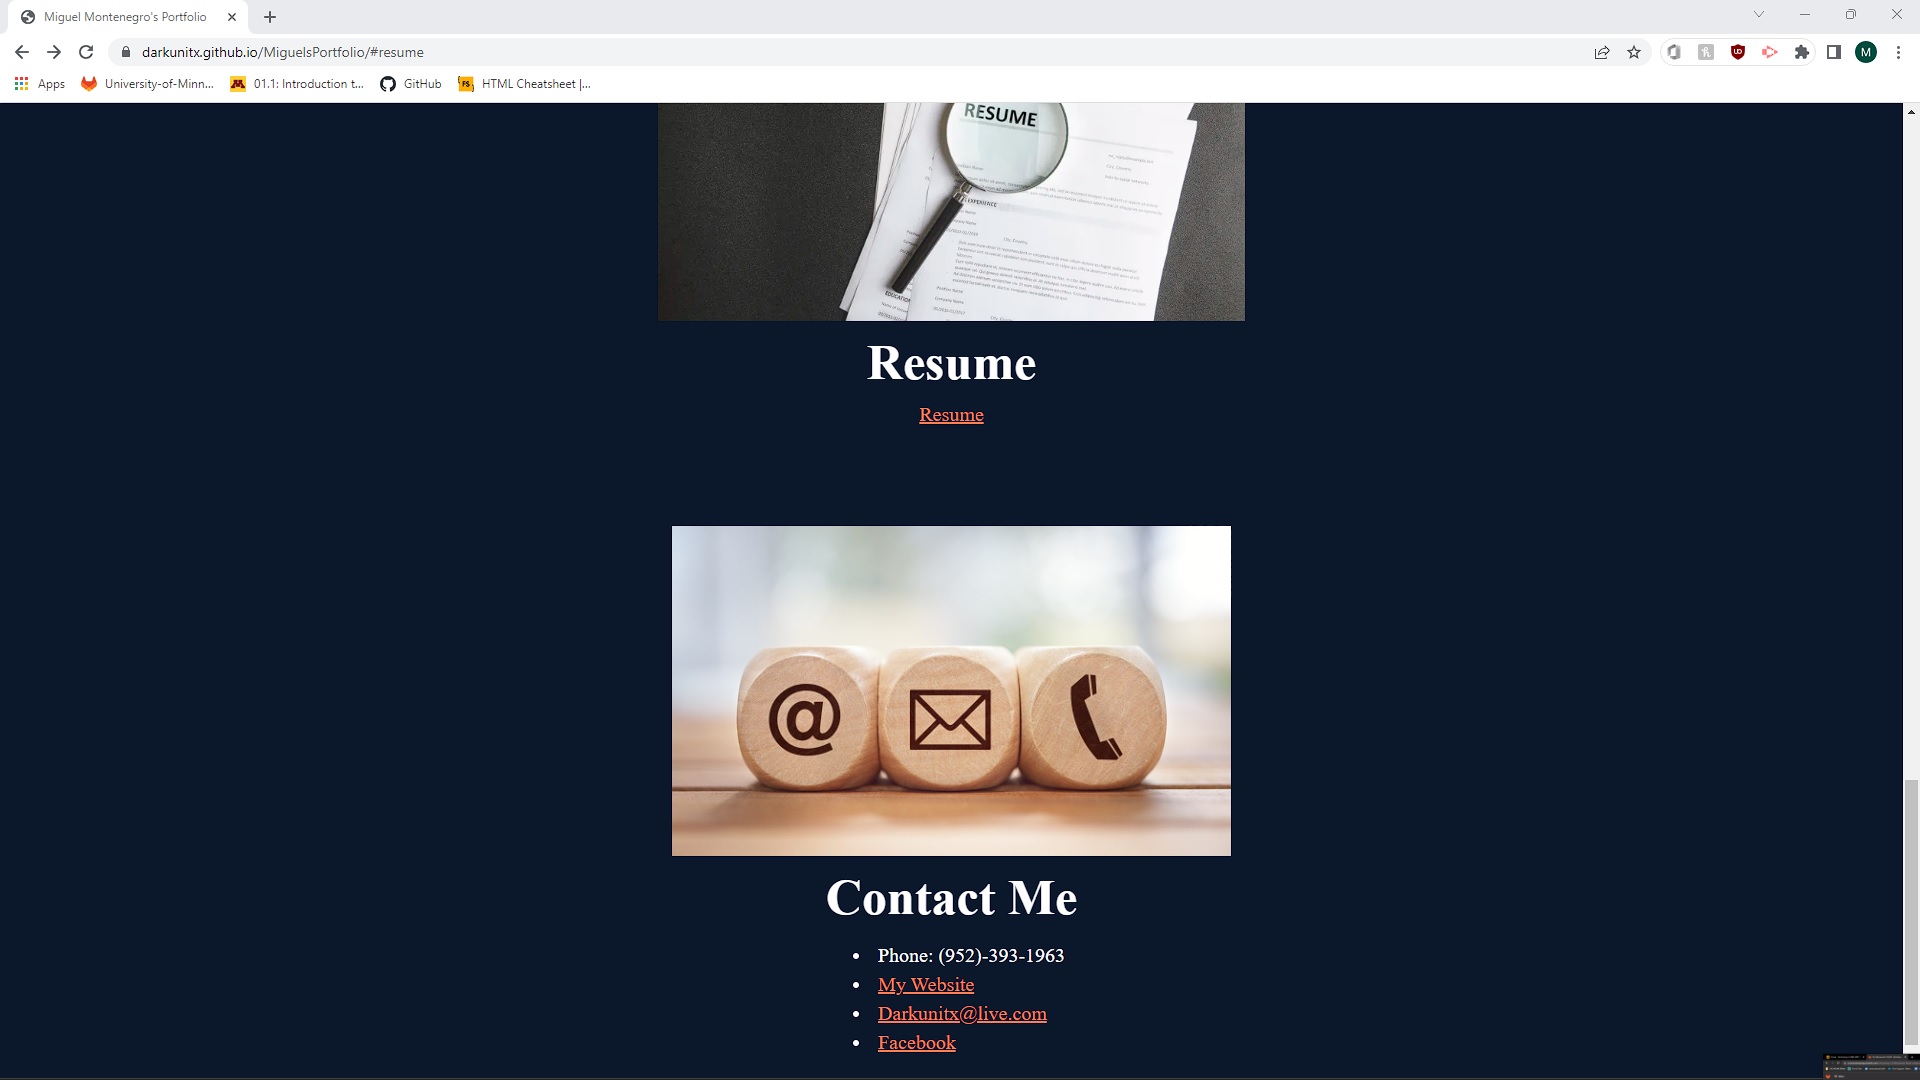 Miguel Montenegro's Portfolio
darkunitx.github.io/MiguelsPortfolio/#resume
M
Apps
University-of-Minn...
01.1: Introduction t...
GitHub
HTML Cheatsheet |...
RESUME
EXPERIENCE
EDUCATION
Resume
Resume
@
Contact Me
Phone: (952)-393-1963
My Website
Darkunitx@live.com
Facebook